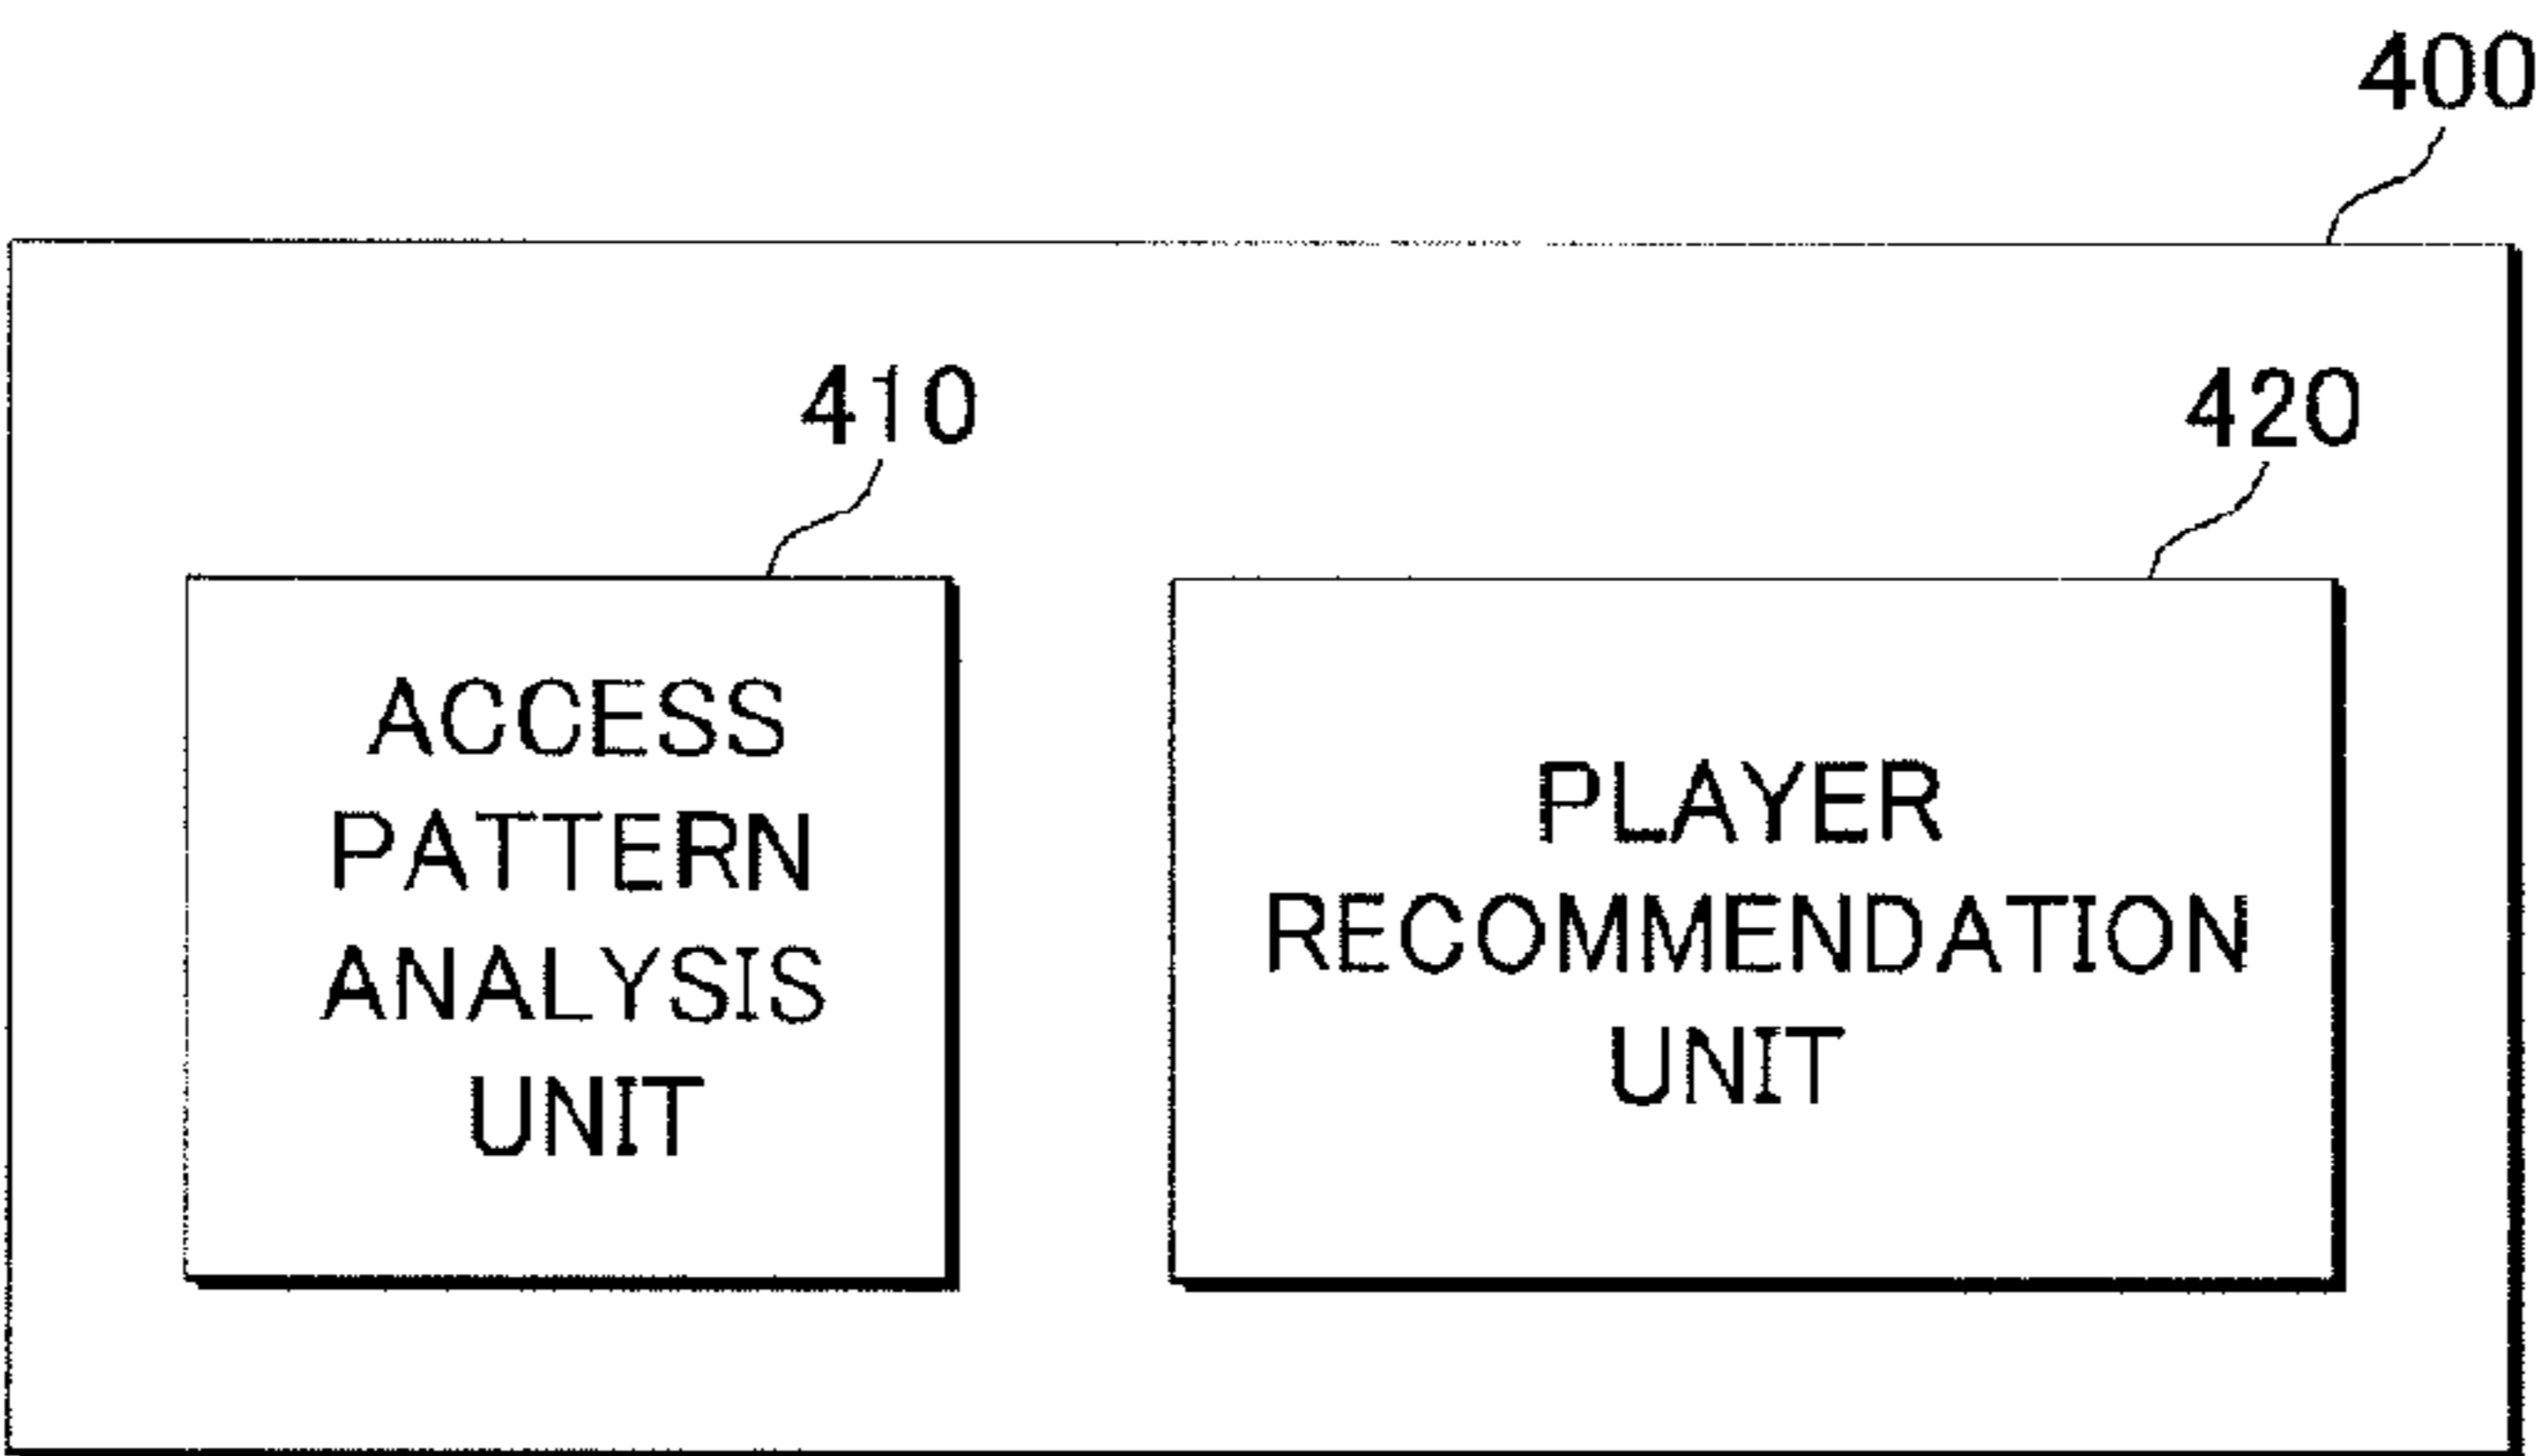 400
410
420
ACCESS
PATTERN
ANALYSIS
UNIT
PLAYER
RECOMMENDATION
UNIT